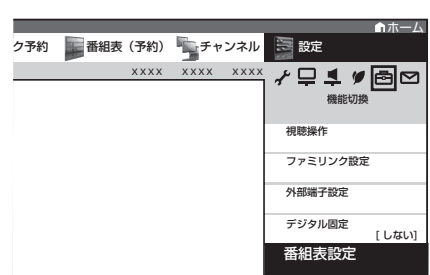 ホーム
ク予約 番組表(予約) チャンネル 設定
xxxx xxxx xxxx
機能切換
視聴操作
ファミリンク設定
外部端子設定
デジタル固定
[しない]
番組表設定